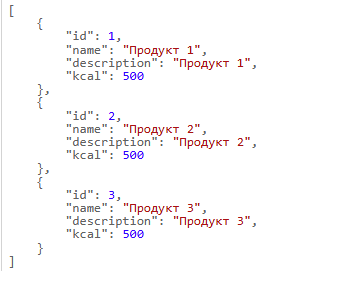 [
    {
        "id": 1,
        "name": "Продукт 1",
        "description": "Продукт 1",
        "kcal": 500
    },
    {
        "id": 2,
        "name": "Продукт 2",
        "description": "Продукт 2",
        "kcal": 500
    },
    {
        "id": 3,
        "name": "Продукт 3",
        "description": "Продукт 3",
        "kcal": 500
    }
]